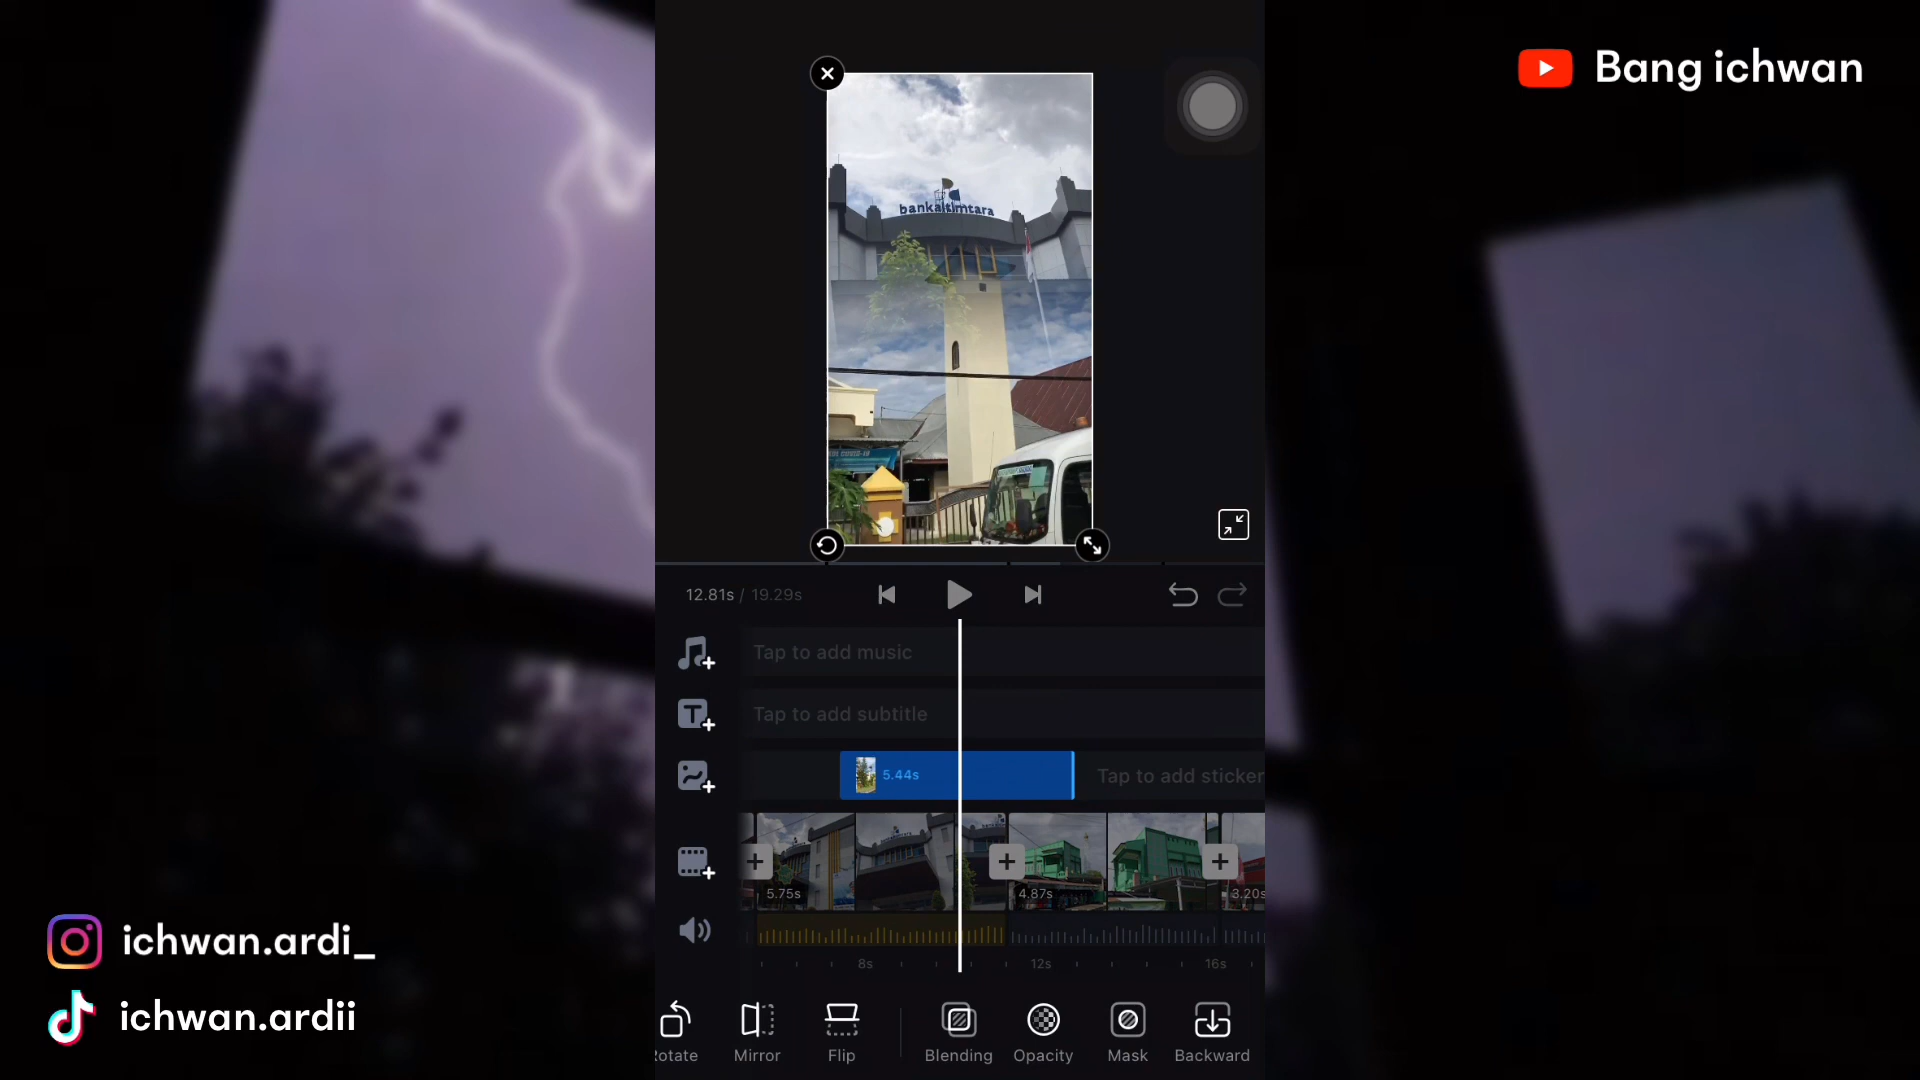 Bang ichwan
bankaltimtara
12.81s / 19.29s
Tap to add music
Tap to add subtitle
5.44s
Tap to add sticker
5.75s
4.87s
3.20s
8s
12s
16s
otate
Mirror
Flip
Blending
Opacity
Mask
Backward
ichwan.ardi_
ichwan.ardii